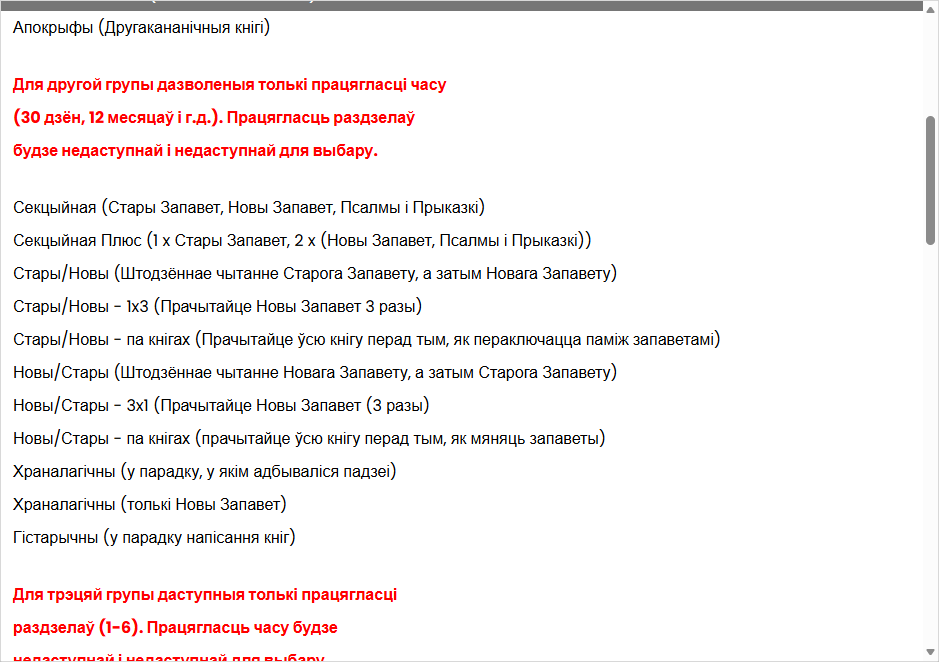 Апокрыфы (Другакананічныя кнігі)
Для другой групы дазволеныя толькі працягласці часу
(30 дзён, 12 месяцаў і г.д.). Працягласць раздзелаў
будзе недаступнай і недаступнай для выбару.
Секцыйная (Стары Запавет, Новы Запавет, Псалмы і Прыказкі)
Секцыйная Плюс (1 x Стары Запавет, 2 x (Новы Запавет, Псалмы і Прыказкі))
Стары/Новы (Штодзённае чытанне Старога Запавету, а затым Новага Запавету)
Стары/Новы - 1x3 (Прачытайце Новы Запавет 3 разы)
Стары/Новы - па кнігах (Прачытайце ўсю кнігу перад тым, як пераключацца паміж запаветамі)
Новы/Стары (Штодзённае чытанне Новага Запавету, а затым Старога Запавету)
Новы/Стары - 3x1 (Прачытайце Новы Запавет (3 разы)
Новы/Стары - па кнігах (прачытайце ўсю кнігу перад тым, як мяняць запаветы)
Храналагічны (у парадку, у якім адбываліся падзеі)
Храналагічны (толькі Новы Запавет)
Гістарычны (у парадку напісання кніг)
Для трэцяй групы даступныя толькі працягласці
раздзелаў (1-6). Працягласць часу будзе
недаступнай і недаступнай для выбару.